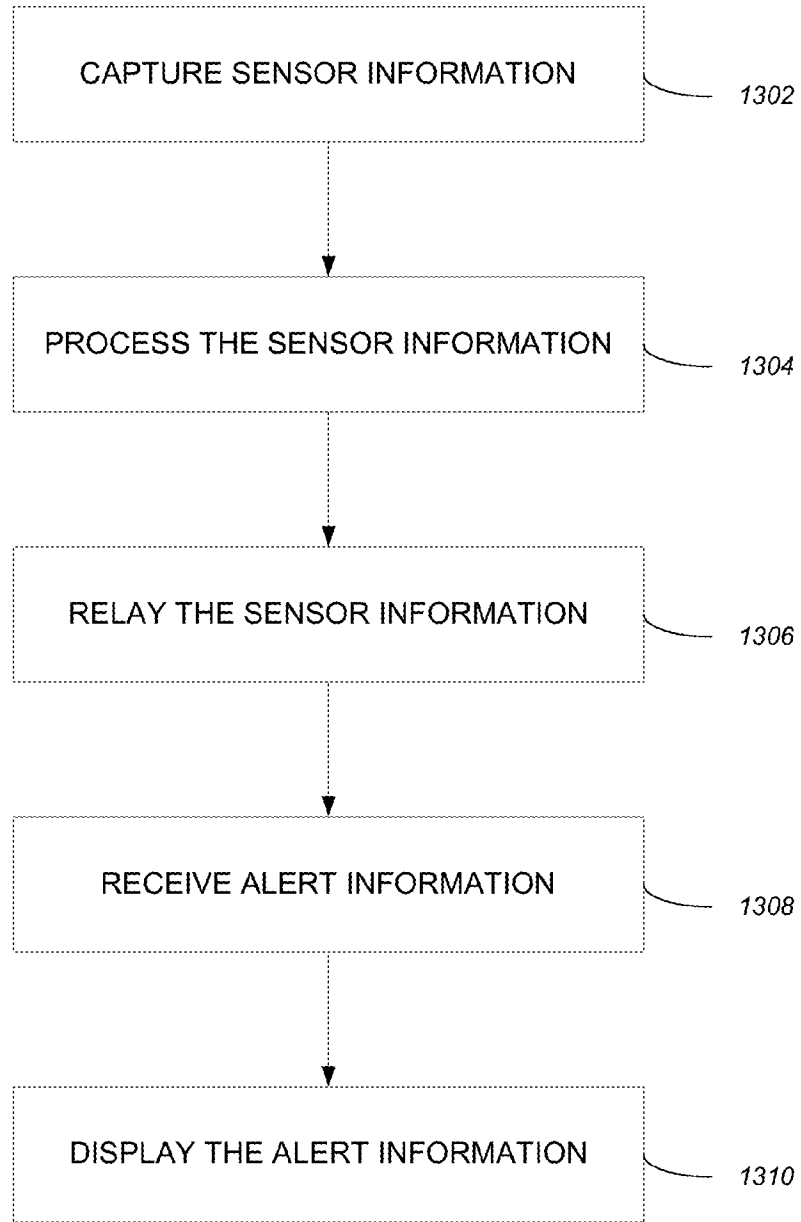 CAPTURE SENSOR INFORMATION
1302
PROCESS THE SENSOR INFORMATION
1304
RELAY THE SENSOR INFORMATION
1306
RECEIVE ALERT INFORMATION
1308
DISPLAY THE ALERT INFORMATION
1310